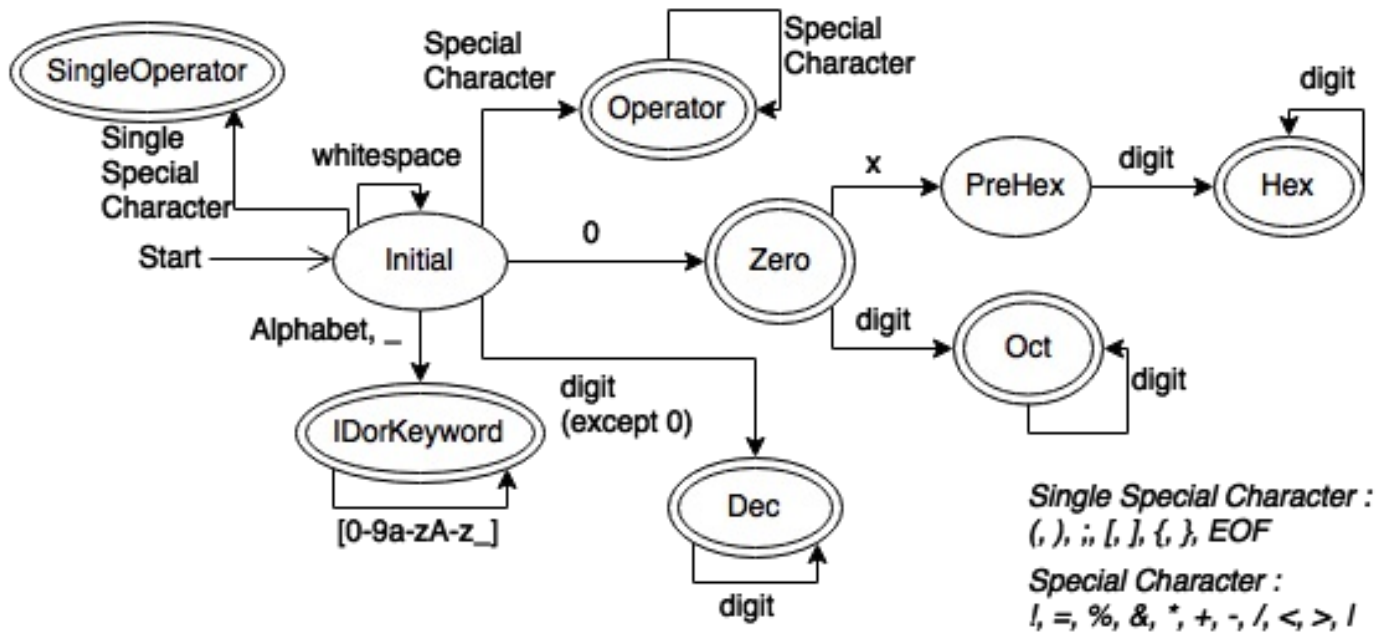 SingleOperator
Single
Special
Character
whitespace
Start
Initial
Special
Character
Operator
Special
Character
0
Zero
x
PreHex
digit
Hex
digit
digit
Oct
digit
Alphabet, _
IDorKeyword
[0-9a-zA-z_]
digit
(except 0)
Dec
digit
Single Special Character :
(, ), ;, [, ], {, }, EOF
Special Character :
!, =, %, &, *, +, -, /, <, >, |